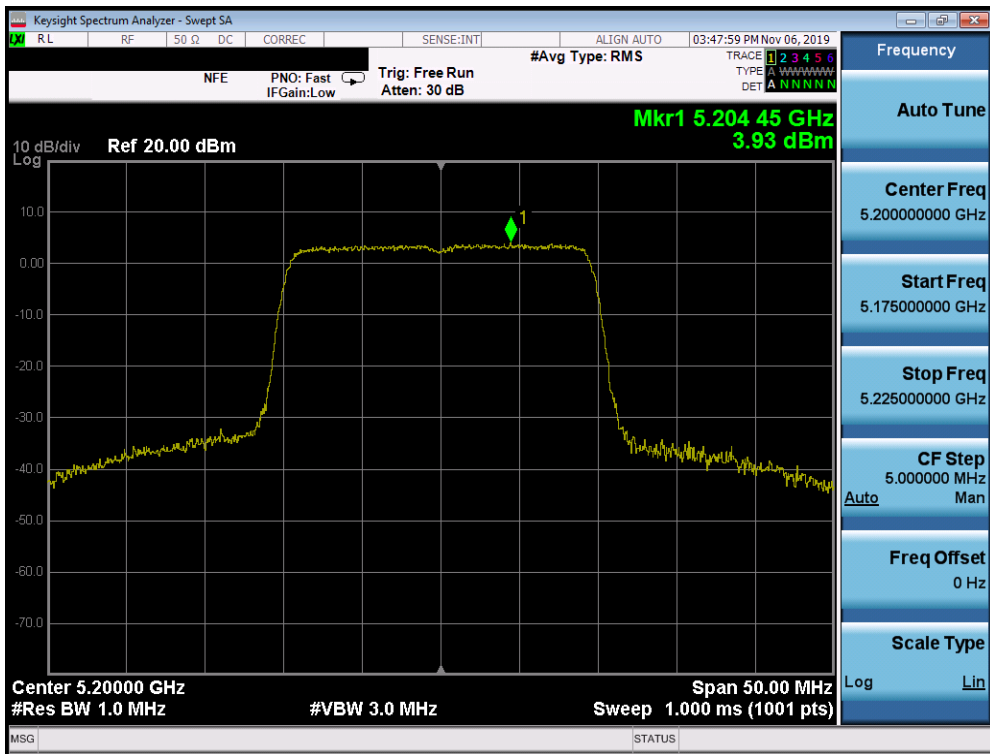 Keysight Spectrum Analyzer - Swept SA
LXI RL RF 50 Ω DC CORREC SENSE:INT ALIGN AUTO 03:47:59 PM Nov 06, 2019
#Avg Type: RMS TRACE 1 2 3 4 5 6
NFE PNO: Fast Trig: Free Run TYPE A WWWWW
IFGain:Low Atten: 30 dB DET A N N N N N
Mkr1 5.204 45 GHz
3.93 dBm
10 dB/div Ref 20.00 dBm
Log
1
10.0
0.00
-10.0
-20.0
-30.0
-40.0
-50.0
-60.0
-70.0
Center 5.20000 GHz Span 50.00 MHz
#Res BW 1.0 MHz #VBW 3.0 MHz Sweep 1.000 ms (1001 pts)
MSG STATUS
Frequency
Auto Tune
Center Freq
5.200000000 GHz
Start Freq
5.175000000 GHz
Stop Freq
5.225000000 GHz
CF Step
5.000000 MHz
Auto Man
Freq Offset
0 Hz
Scale Type
Log Lin